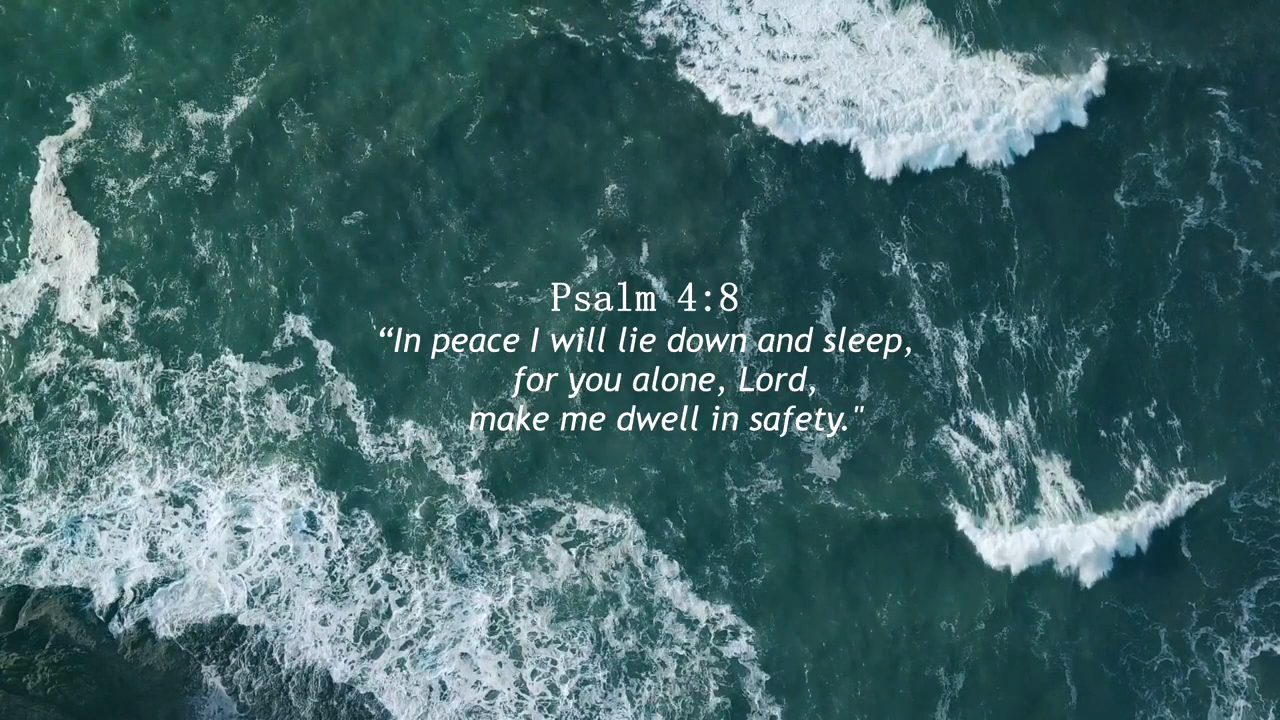 Psalm 4:8
“In peace I will lie down and sleep,
for you alone, Lord,
make me dwell in safety."